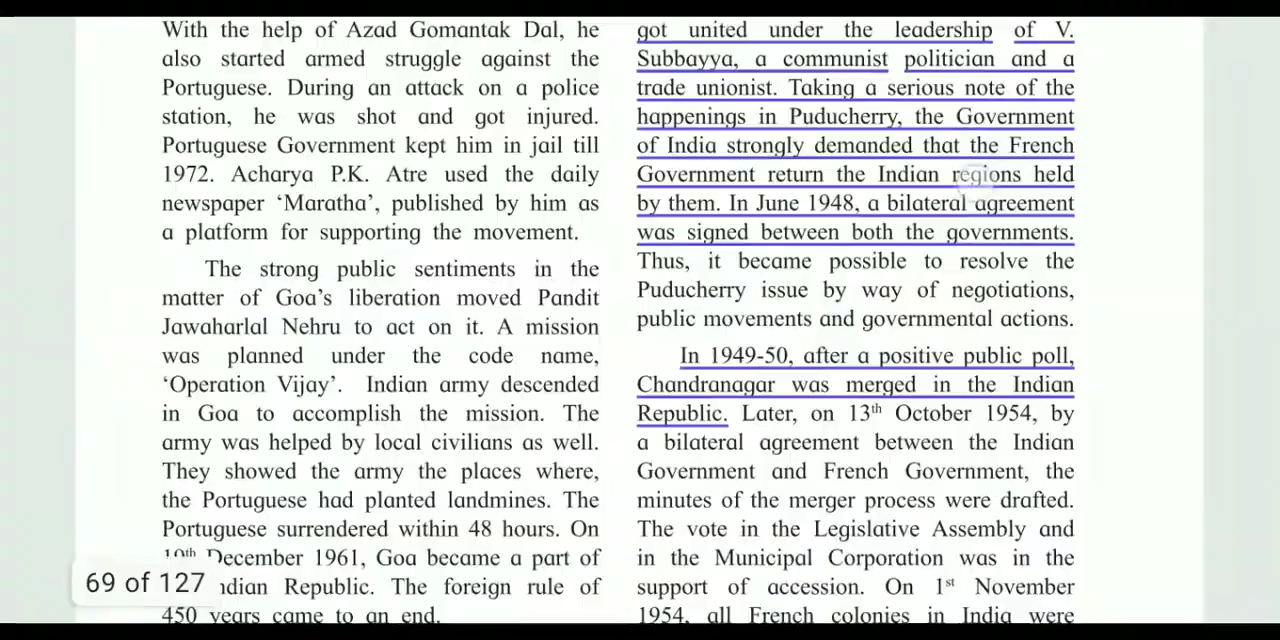 With the help of Azad Gomantak Dal, he
also started armed struggle against the
Portuguese. During an attack on a police
station, he was shot and got injured.
Portuguese Government kept him in jail till
1972. Acharya P.K. Atre used the daily
newspaper ‘Maratha’, published by him as
a platform for supporting the movement.
The strong public sentiments in the
matter of Goa’s liberation moved Pandit
Jawaharlal Nehru to act on it. A mission
was planned under the code name,
‘Operation Vijay’. Indian army descended
in Goa to accomplish the mission. The
army was helped by local civilians as well.
They showed the army the places where,
the Portuguese had planted landmines. The
Portuguese surrendered within 48 hours. On
December 1961, Goa became a part of
ndian Republic. The foreign rule of
450 years came to an end.
69 of 127
got united under the leadership of V.
Subbayya, a communist politician and a
trade unionist. Taking a serious note of the
happenings in Puducherry, the Government
of India strongly demanded that the French
Government return the Indian regions held
by them. In June 1948, a bilateral agreement
was signed between both the governments.
Thus, it became possible to resolve the
Puducherry issue by way of negotiations,
public movements and governmental actions.
In 1949-50, after a positive public poll,
Chandranagar was merged in the Indian
Republic. Later, on 13th October 1954, by
a bilateral agreement between the Indian
Government and French Government, the
minutes of the merger process were drafted.
The vote in the Legislative Assembly and
in the Municipal Corporation was in the
support of accession. On 1st November
1954, all French colonies in India were